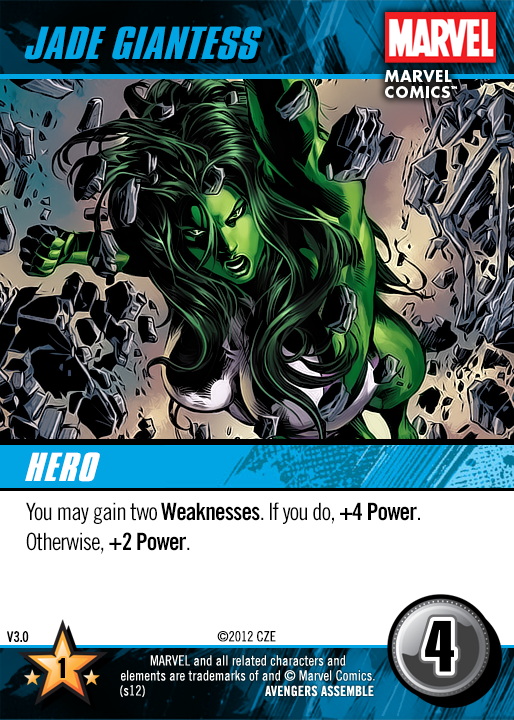 JADE GIANTESS
MARVEL
MARVEL
COMICS™
HERO
You may gain two Weaknesses. If you do, +4 Power.
Otherwise, +2 Power.
V3.0
©2012 CZE
1
4
MARVEL and all related characters and
elements are trademarks of and © Marvel Comics.
(s12)
AVENGERS ASSEMBLE